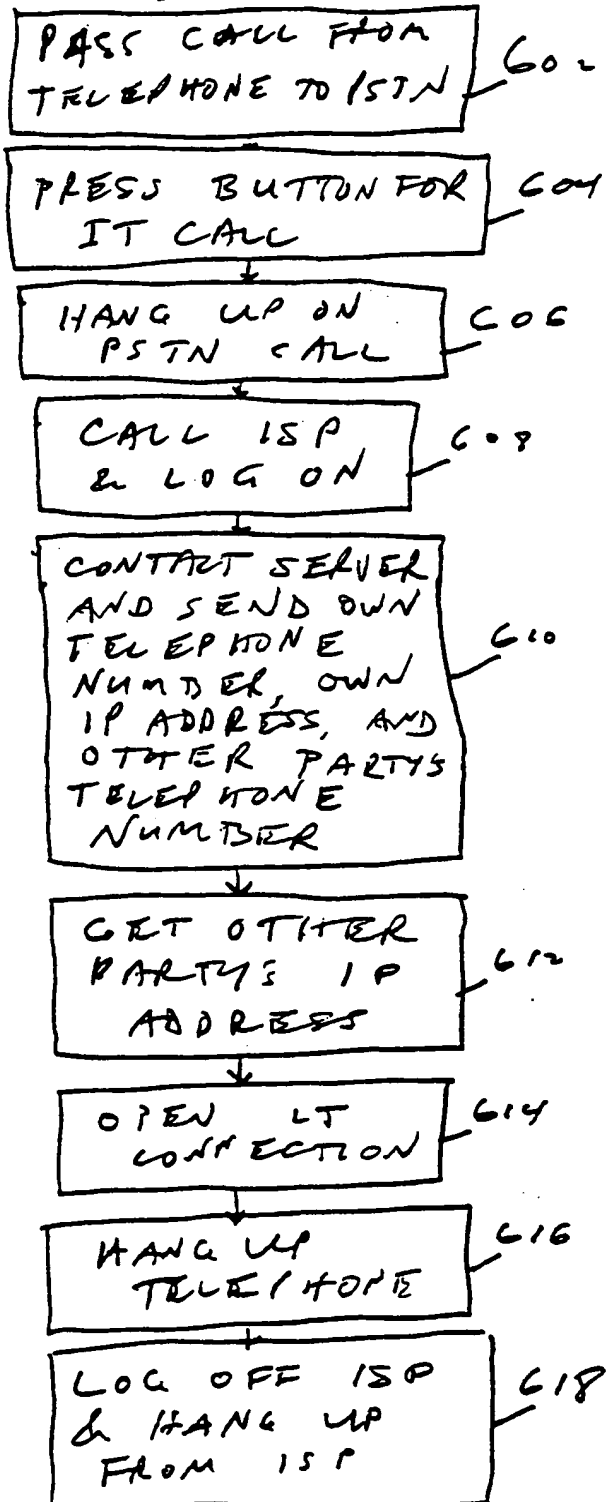 PASS CALL FROM
TELEPHONE TO PSTN
602
PRESS BUTTON FOR
IT CALL
604
HANG UP ON
PSTN CALL
606
CALL ISP
& LOG ON
608
CONTACT SERVER
AND SEND OWN
TELEPHONE
NUMBER, OWN
IP ADDRESS, AND
OTHER PARTYS
TELEPHONE
NUMBER
610
GET OTHER
PARTY'S IP
ADDRESS
612
OPEN IT
CONNECTION
614
HANG UP
TELEPHONE
616
LOG OFF ISP
& HANG UP
FROM ISP
618